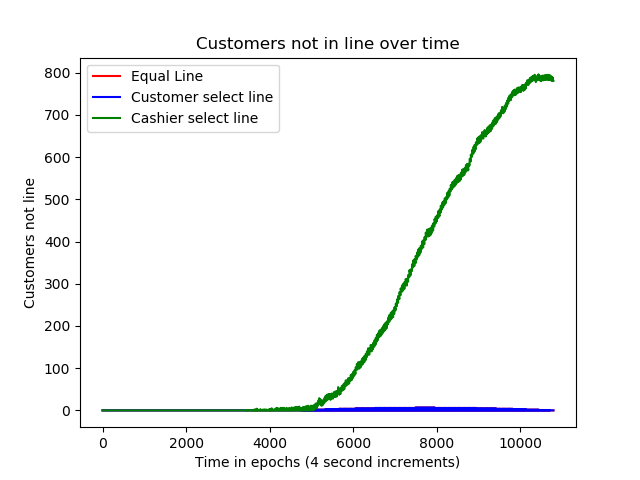 Customers not in line over time
Equal Line
Customer select line
Cashier select line
Customers not line
800
700
600
500
400
300
200
100
0
0 2000 4000 6000 8000 10000
Time in epochs (4 second increments)